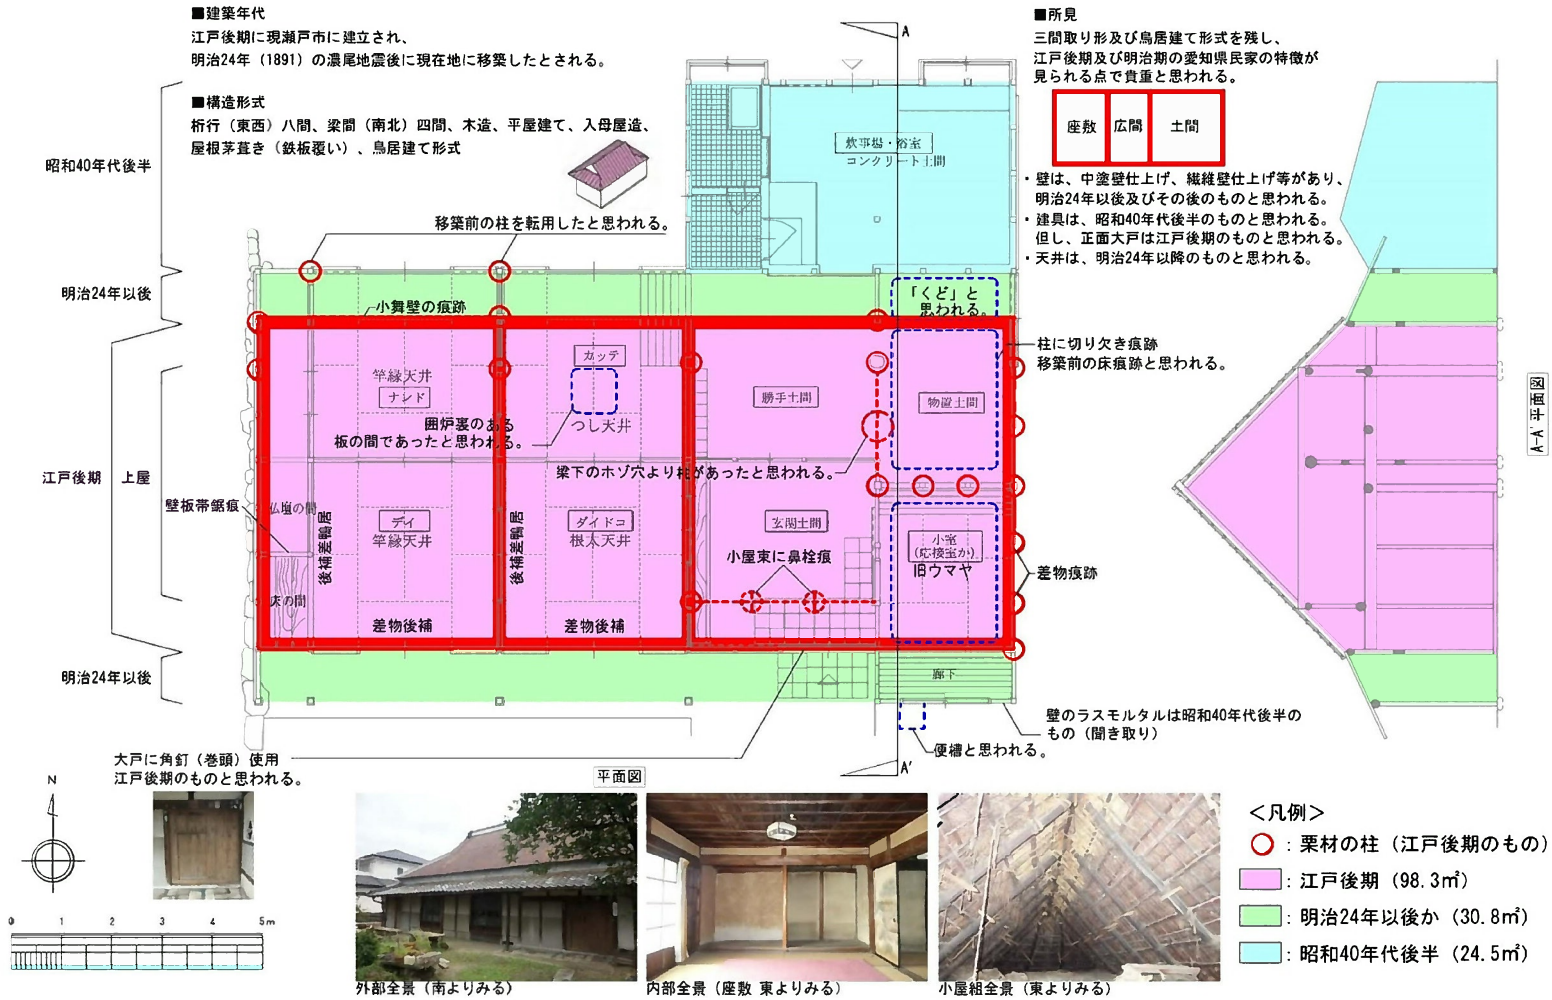 ■建築年代
江戸後期に現瀬戸市に建立され、
明治24年（1891）の濃尾地震後に現在地に移築したとされる。
■構造形式
桁行（東西）八間、梁間（南北）四間、木造、平屋建て、入母屋造、
屋根茅葺き（鉄板覆い）、鳥居建て形式
■所見
三間取り形及び鳥居建て形式を残し、
江戸後期及び明治期の愛知県民家の特徴が
見られる点で貴重と思われる。
座敷 広間 土間
・壁は、中塗壁仕上げ、繊維壁仕上げ等があり、
明治24年以後及びその後のものと思われる。
・建具は、昭和40年代後半のものと思われる。
但し、正面大戸は江戸後期のものと思われる。
・天井は、明治24年以降のものと思われる。
A
昭和40年代後半
炊事場・浴室
コンクリート土間
移築前の柱を転用したと思われる。
明治24年以後
小舞壁の痕跡
「くど」と
思われる。
柱に切り欠き痕跡
移築前の床痕跡と思われる。
カッテ
竿縁天井
ナンド
勝手土間
物置土間
囲炉裏のある
板の間であったと思われる。
つし天井
梁下のホゾ穴より柱があったと思われる。
江戸後期
上屋
壁板帯鋸痕
仏壇の間
後補差鴨居
デイ
竿縁天井
後補差鴨居
ダイドコ
根太天井
玄関土間
小室
(応接室か)
旧ウマヤ
小屋束に鼻栓痕
差物痕跡
床の間
差物後補
差物後補
明治24年以後
廊下
壁のラスモルタルは昭和40年代後半の
もの（聞き取り）
便槽と思われる。
大戸に角釘（巻頭）使用
江戸後期のものと思われる。
A'
平面図
A-A' 平面図
N
0 1 2 3 4 5m
外部全景（南よりみる）
内部全景（座敷 東よりみる）
小屋組全景（東よりみる）
＜凡例＞
：栗材の柱（江戸後期のもの）
：江戸後期（98.3㎡）
：明治24年以後か（30.8㎡）
：昭和40年代後半（24.5㎡）